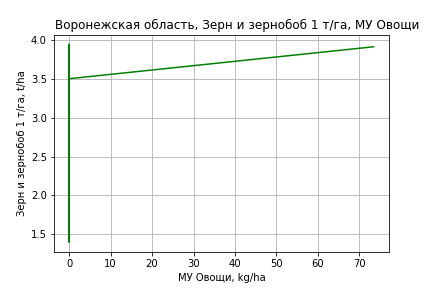 Воронежская область, Зерн и зернобоб 1 т/га, МУ Овощи
Зерн и зернобоб 1 т/га, t/ha
4.0
3.5
3.0
2.5
2.0
1.5
0 10 20 30 40 50 60 70
МУ Овощи, kg/ha